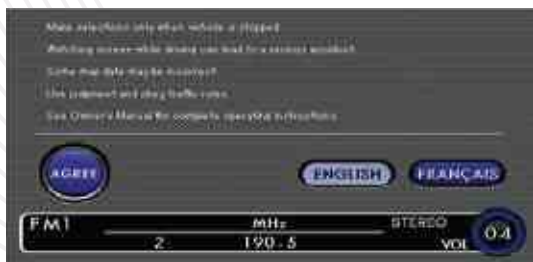 Make selections only when vehicle is stopped.
Watching screen while driving can lead to a serious accident.
Some map data may be incorrect.
Use judgment and obey traffic rules.
See Owner's Manual for complete operating instructions.
AGREE
ENGLISH
FRANÇAIS
FM1
MHz
STEREO
2
190.5
VOL
04